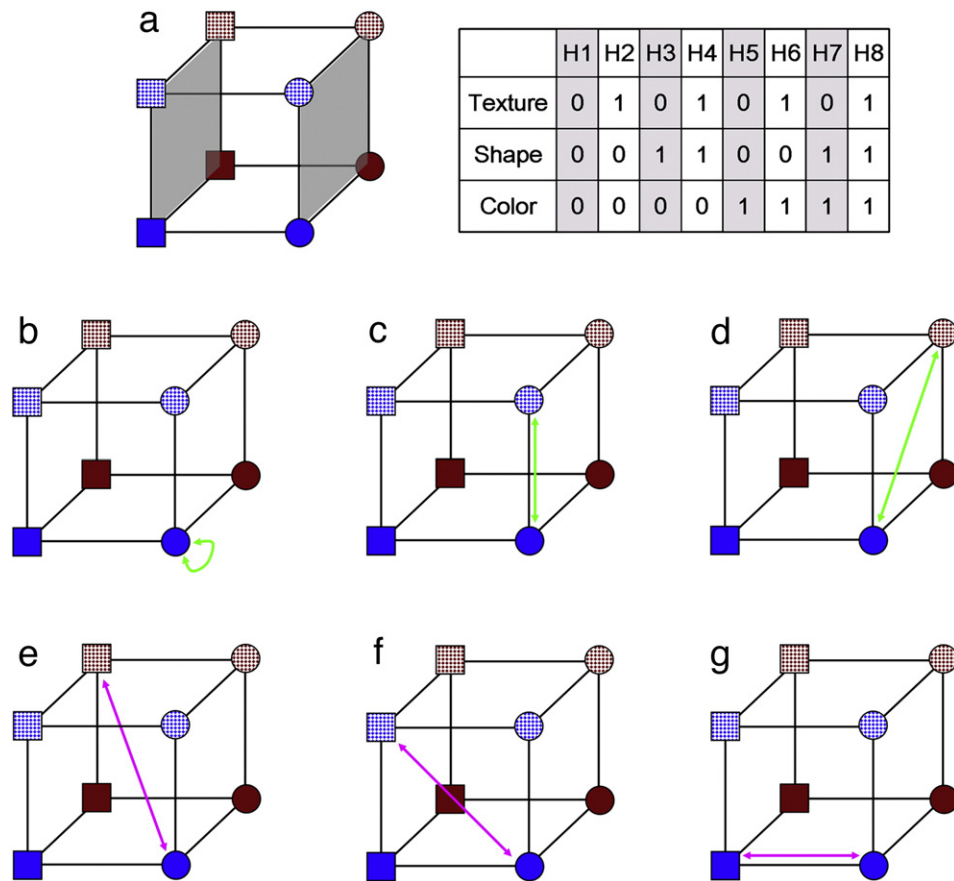 a
H1 H2 H3 H4 H5 H6 H7 H8
Texture 0 1 0 1 0 1 0 1
Shape 0 0 1 1 0 0 1 1
Color 0 0 0 0 1 1 1 1
b c d
e f g